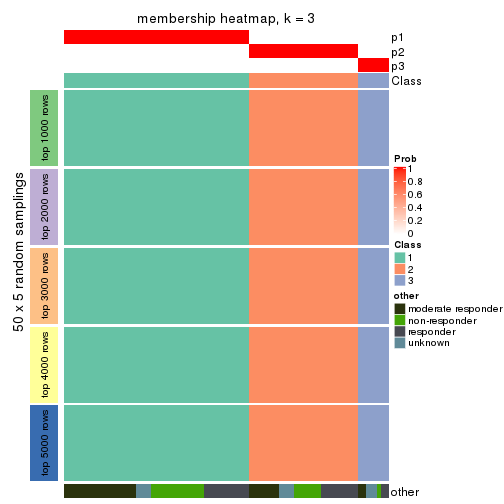 membership heatmap, k = 3
p1
p2
p3
Class
50 x 5 random samplings
top 1000 rows
top 2000 rows
top 3000 rows
top 4000 rows
top 5000 rows
other
Prob
1
0.8
0.6
0.4
0.2
0
Class
1
2
3
other
moderate responder
non-responder
responder
unknown